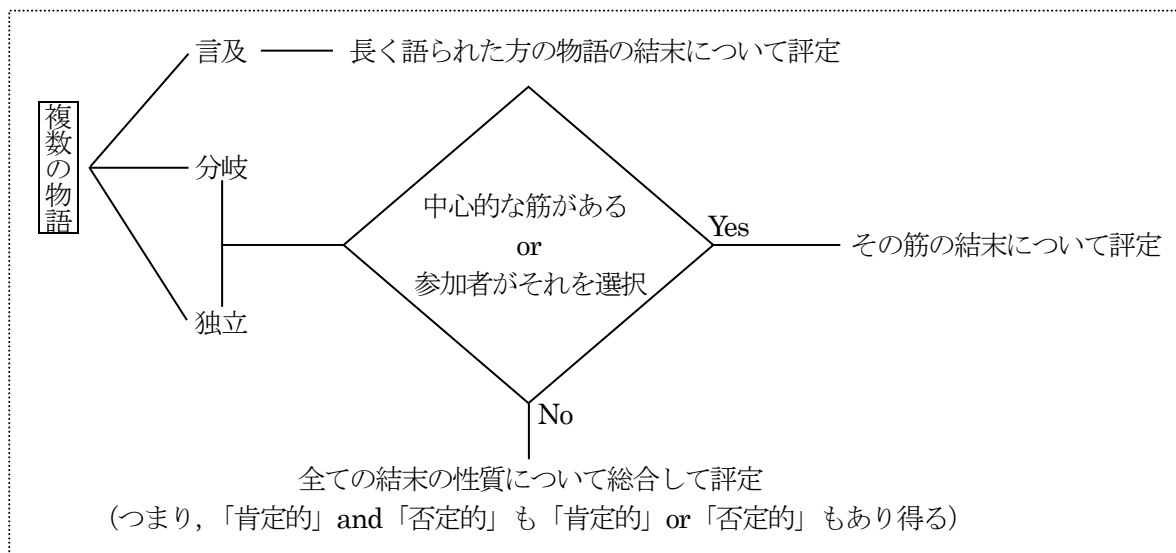 言及
長く語られた方の物語の結末について評定
複数の物語
分岐
中心的な筋がある
or
参加者がそれを選択
Yes
その筋の結末について評定
独立
No
全ての結末の性質について総合して評定
(つまり,「肯定的」and「否定的」も「肯定的」or「否定的」もあり得る)